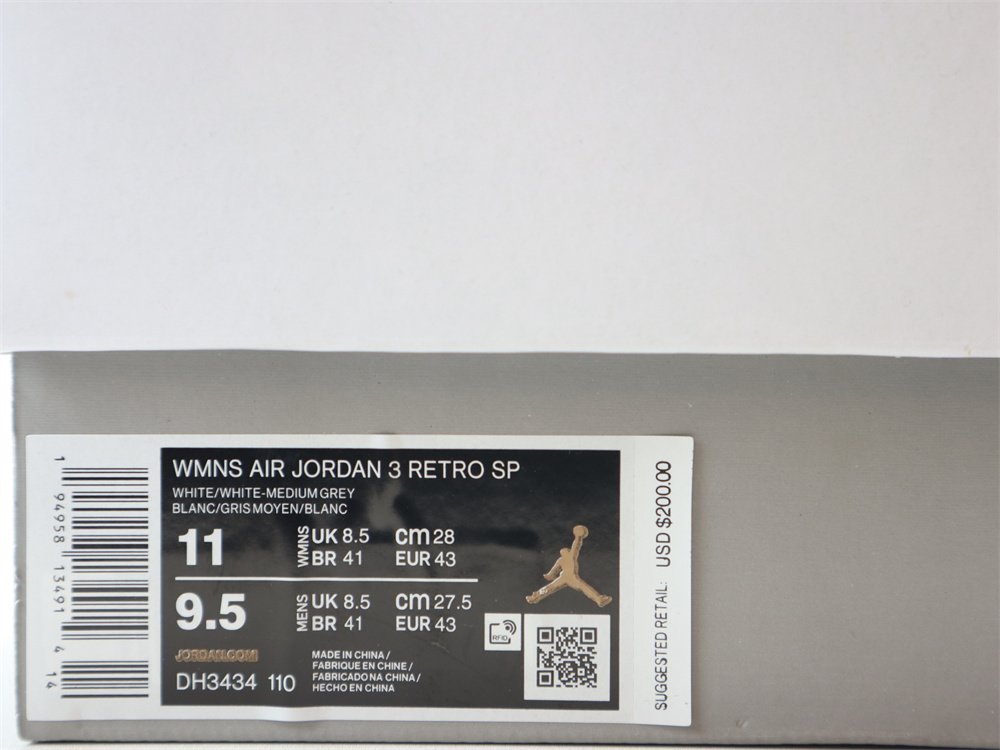 WMNS AIR JORDAN 3 RETRO SP
WHITE/WHITE-MEDIUM GREY
BLANC/GRIS MOYEN/BLANC
11
WMNS
UK 8.5 cm 28
BR 41 EUR 43
9.5
MENS
UK 8.5 cm 27.5
BR 41 EUR 43
JORDAN.COM
DH3434 110
MADE IN CHINA /
FABRIQUE EN CHINE /
FABRICADO NA CHINA /
HECHO EN CHINA
RFID
1 94958 13491 4 14
SUGGESTED RETAIL: USD $200.00